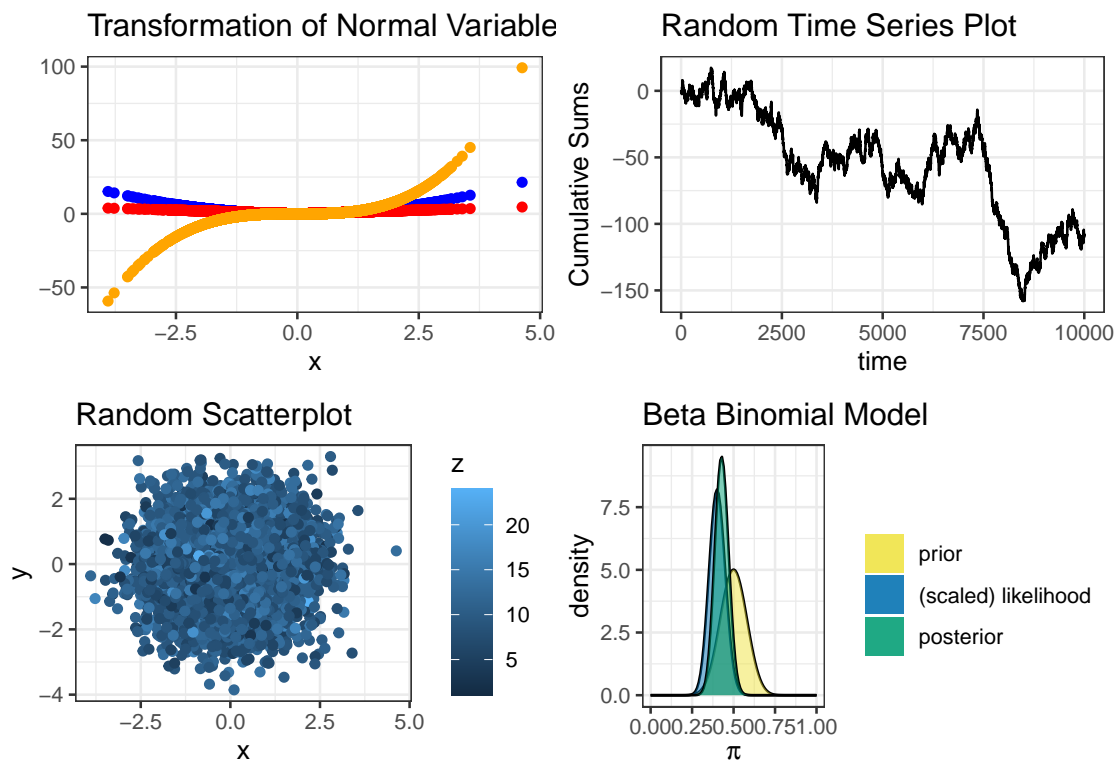 Transformation of Normal Variable
100
50
0
−50
−2.5
0.0
2.5
5.0
x
Random Time Series Plot
Cumulative Sums
0
−50
−100
−150
0
2500
5000
7500
10000
time
Random Scatterplot
y
2
0
−2
−4
−2.5
0.0
2.5
5.0
x
z
20
15
10
5
Beta Binomial Model
density
7.5
5.0
2.5
0.0
0.000.250.500.751.00
π
prior
(scaled) likelihood
posterior